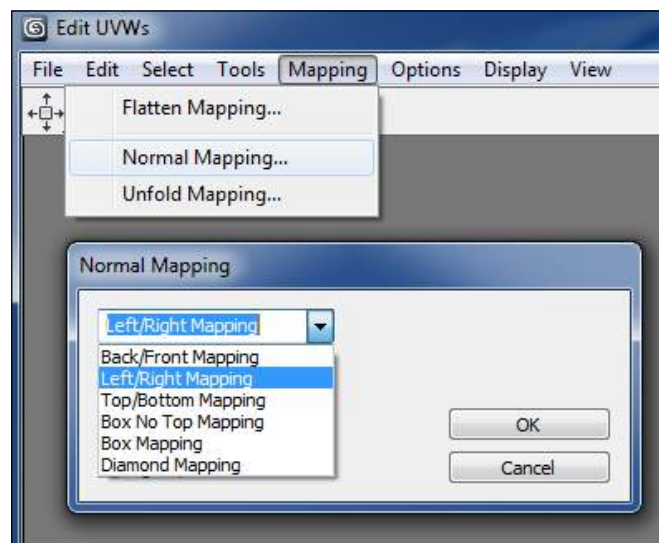 Edit UVWs
File Edit Select Tools Mapping Options Display View
Flatten Mapping...
Normal Mapping...
Unfold Mapping...
Normal Mapping
Left/Right Mapping
Back/Front Mapping
Left/Right Mapping
Top/Bottom Mapping
Box No Top Mapping
Box Mapping
Diamond Mapping
OK
Cancel